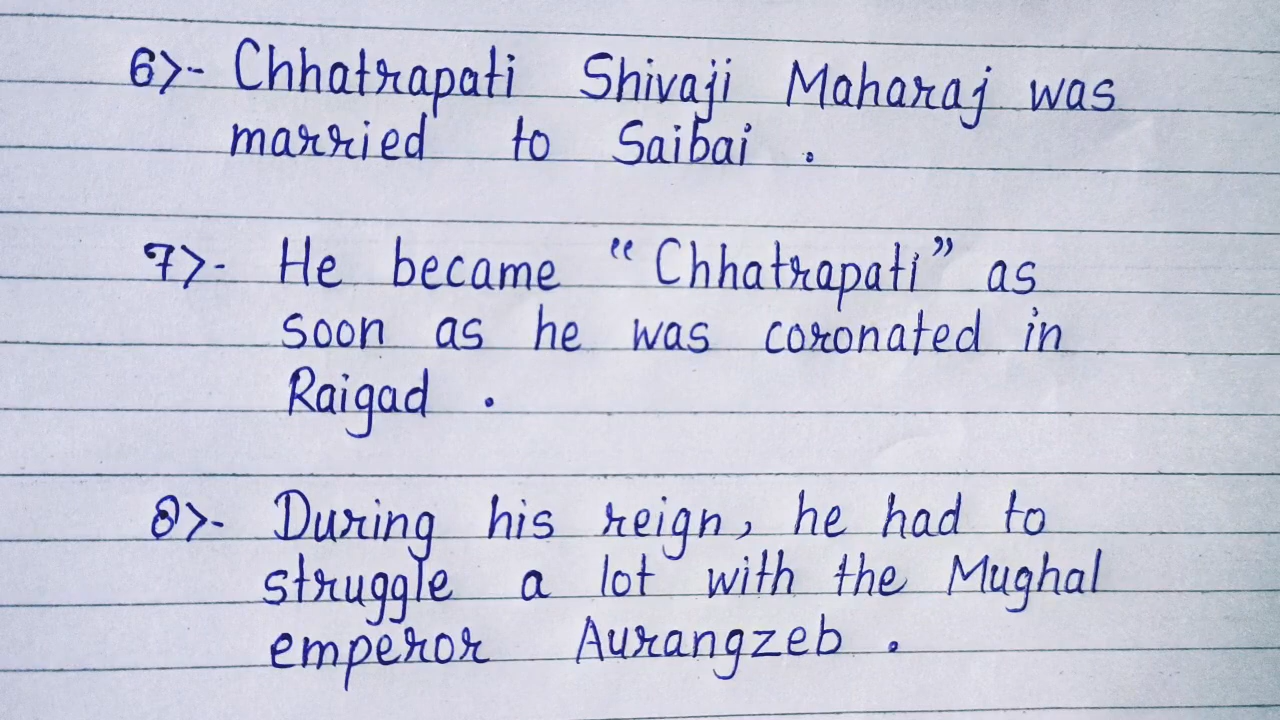 6>- Chhatrapati Shivaji Maharaj was
married to Saibai .
7>- He became “Chhatrapati” as
soon as he was coronated in
Raigad .
8>- During his reign, he had to
struggle a lot with the Mughal
emperor Aurangzeb .